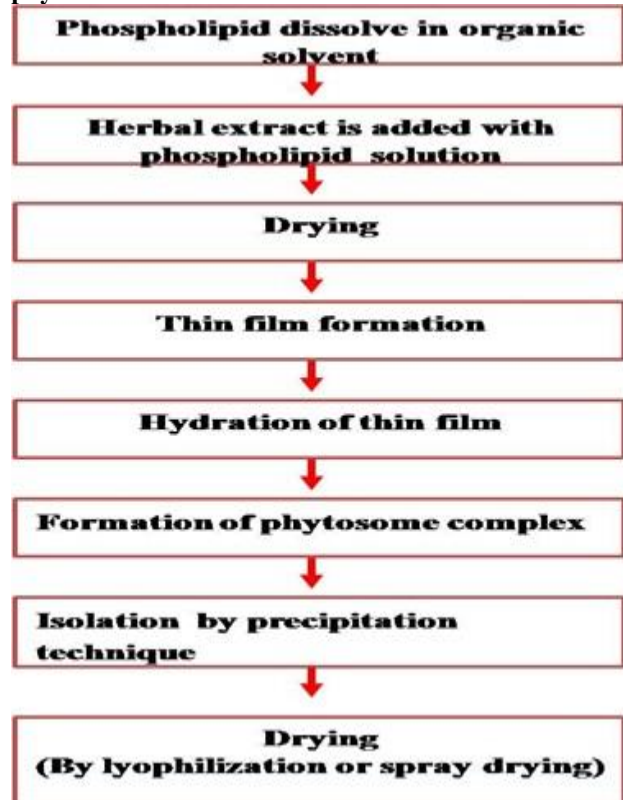 Phospholipid dissolve in organic
solvent
Herbal extract is added with
phospholipid solution
Drying
Thin film formation
Hydration of thin film
Formation of phytosome complex
Isolation by precipitation
technique
Drying
(By lyophilization or spray drying)